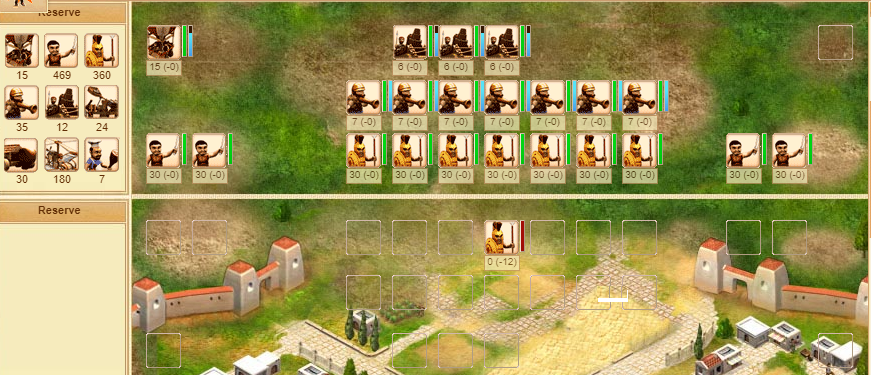 Reserve
15 469 360
35 12 24
30 180 7
15 (-0) 6 (-0) 6 (-0) 6 (-0)
7 (-0) 7 (-0) 7 (-0) 7 (-0) 7 (-0) 7 (-0) 7 (-0)
30 (-0) 30 (-0) 30 (-0) 30 (-0) 30 (-0) 30 (-0) 30 (-0) 30 (-0) 30 (-0) 30 (-0) 30 (-0)
Reserve
0 (-12)